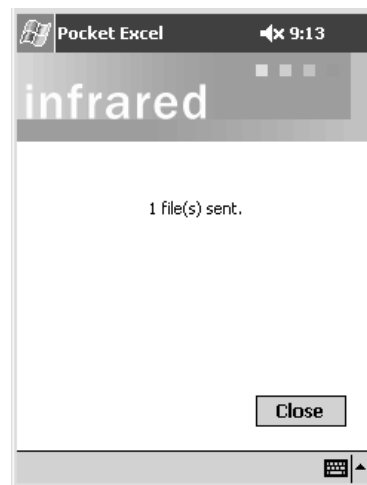 Pocket Excel 9:13
infrared
1 file(s) sent.
Close